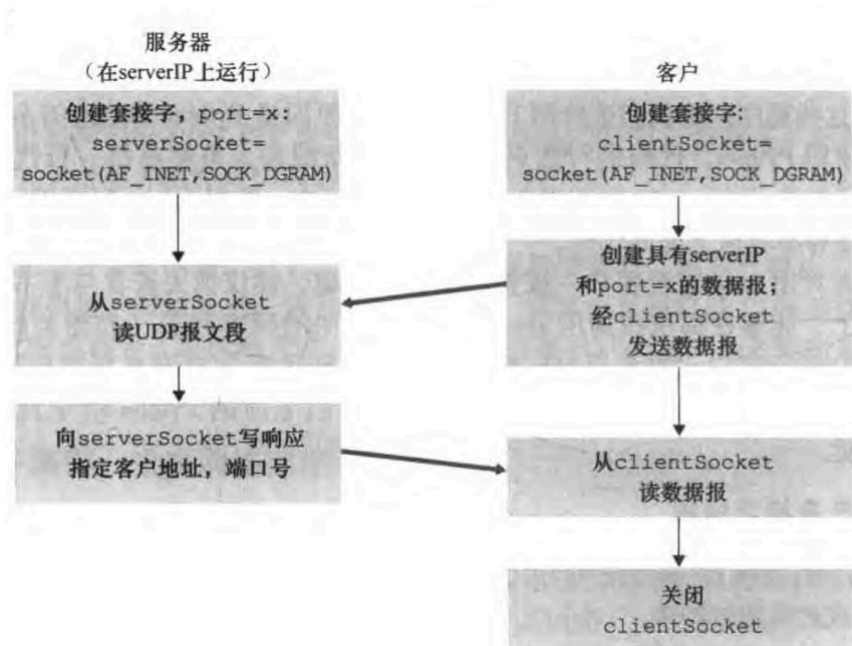 服务器
（在serverIP上运行）
创建套接字，port=x:
serverSocket=
socket(AF_INET,SOCK_DGRAM)
从serverSocket
读UDP报文段
向serverSocket写响应
指定客户地址，端口号
客户
创建套接字:
clientSocket=
socket(AF_INET,SOCK_DGRAM)
创建具有serverIP
和port=x的数据报；
经clientSocket
发送数据报
从clientSocket
读数据报
关闭
clientSocket